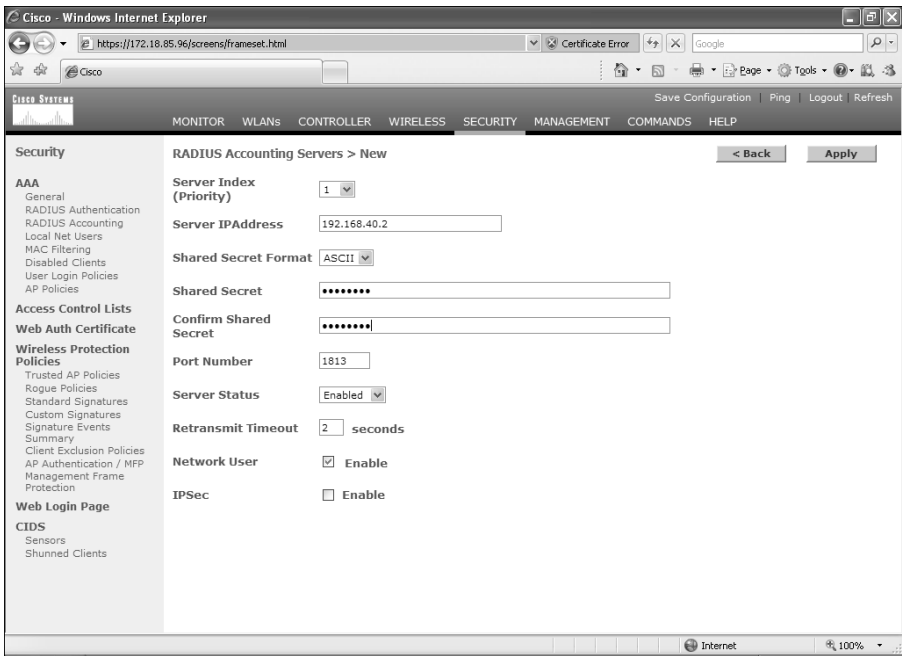 Cisco - Windows Internet Explorer
https://172.18.85.96/screens/frameset.html
Certificate Error
Google
Cisco
Page
Tools
CISCO SYSTEMS
Save Configuration | Ping | Logout | Refresh
MONITOR WLANs CONTROLLER WIRELESS SECURITY MANAGEMENT COMMANDS HELP
Security
AAA
General
RADIUS Authentication
RADIUS Accounting
Local Net Users
MAC Filtering
Disabled Clients
User Login Policies
AP Policies
Access Control Lists
Web Auth Certificate
Wireless Protection
Policies
Trusted AP Policies
Rogue Policies
Standard Signatures
Custom Signatures
Signature Events
Summary
Client Exclusion Policies
AP Authentication / MFP
Management Frame
Protection
Web Login Page
CIDS
Sensors
Shunned Clients
RADIUS Accounting Servers > New
< Back
Apply
Server Index
(Priority)
1
Server IPAddress
192.168.40.2
Shared Secret Format
ASCII
Shared Secret
••••••••
Confirm Shared
Secret
••••••••
Port Number
1813
Server Status
Enabled
Retransmit Timeout
2 seconds
Network User
Enable
IPSec
Enable
Internet
100%